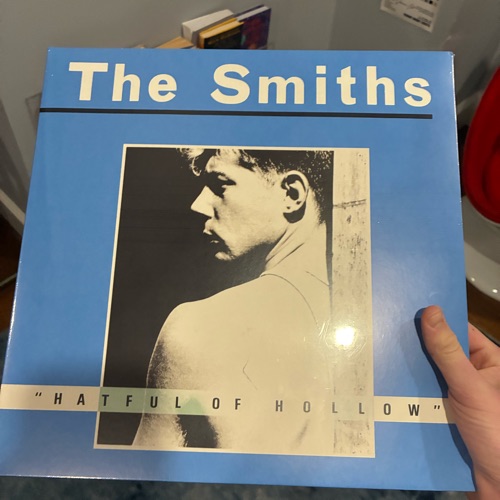 The Smiths
"HATFUL OF HOLLOW"